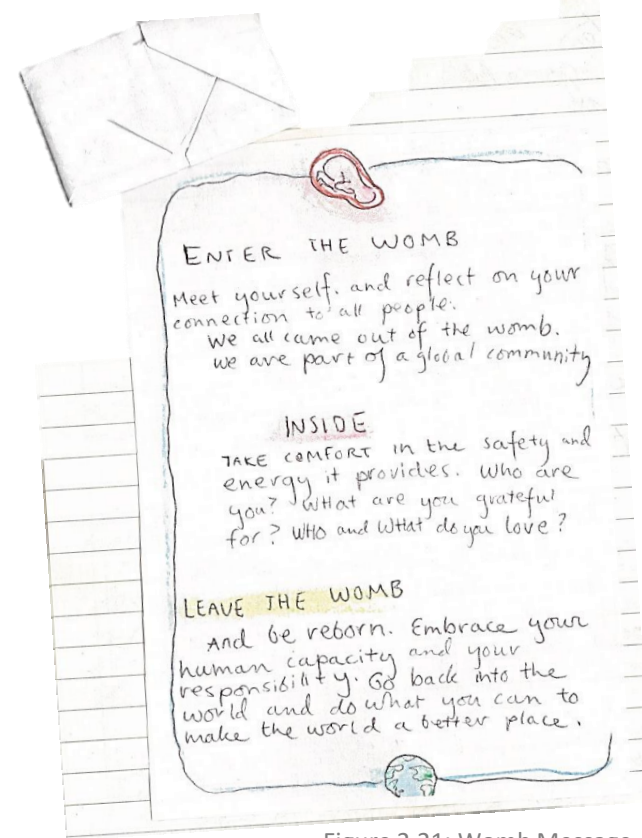 ENTER THE WOMB
Meet yourself. and reflect on your
connection to all people.
We all came out of the womb.
we are part of a global community
INSIDE
TAKE COMFORT in the safety and
energy it provides. Who are
you? What are you grateful
for? WHO and WHat do you love?
LEAVE THE WOMB
And be reborn. Embrace your
human capacity and your
responsibility. Go back into the
world and do what you can to
make the world a better place.
Figure 2.21: Womb Message